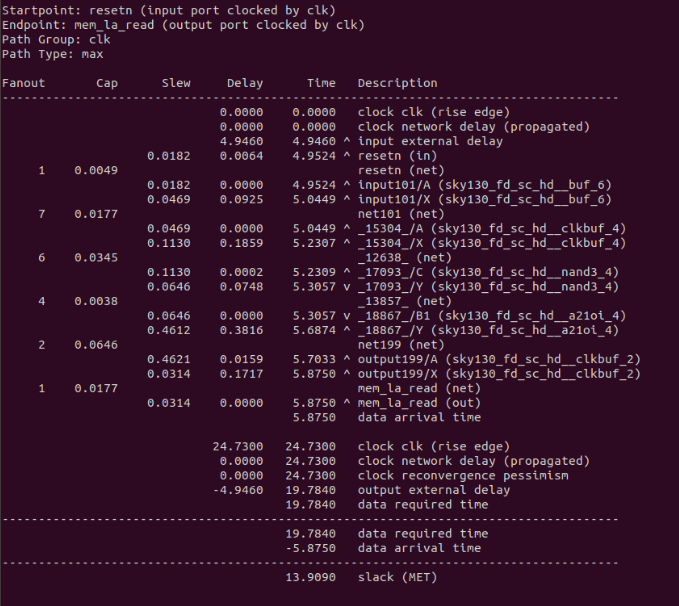 Startpoint: resetn (input port clocked by clk)
Endpoint: mem_la_read (output port clocked by clk)
Path Group: clk
Path Type: max
Fanout Cap Slew Delay Time Description
-----------------------------------------------------------------------------------------
0.0000 0.0000 clock clk (rise edge)
0.0000 0.0000 clock network delay (propagated)
4.9460 4.9460 ^ input external delay
0.0182 0.0064 4.9524 ^ resetn (in)
1 0.0049 resetn (net)
0.0182 0.0000 4.9524 ^ input101/A (sky130_fd_sc_hd__buf_6)
0.0469 0.0925 5.0449 ^ input101/X (sky130_fd_sc_hd__buf_6)
7 0.0177 net101 (net)
0.0469 0.0000 5.0449 ^ _15304_/A (sky130_fd_sc_hd__clkbuf_4)
0.1130 0.1859 5.2307 ^ _15304_/X (sky130_fd_sc_hd__clkbuf_4)
6 0.0345 _12638_ (net)
0.1130 0.0002 5.2309 ^ _17093_/C (sky130_fd_sc_hd__nand3_4)
0.0646 0.0748 5.3057 v _17093_/Y (sky130_fd_sc_hd__nand3_4)
4 0.0038 _13857_ (net)
0.0646 0.0000 5.3057 v _18867_/B1 (sky130_fd_sc_hd__a21oi_4)
0.4612 0.3816 5.6874 ^ _18867_/Y (sky130_fd_sc_hd__a21oi_4)
2 0.0646 net199 (net)
0.4621 0.0159 5.7033 ^ output199/A (sky130_fd_sc_hd__clkbuf_2)
0.0314 0.1717 5.8750 ^ output199/X (sky130_fd_sc_hd__clkbuf_2)
1 0.0177 mem_la_read (net)
0.0314 0.0000 5.8750 ^ mem_la_read (out)
5.8750 data arrival time
24.7300 24.7300 clock clk (rise edge)
0.0000 24.7300 clock network delay (propagated)
0.0000 24.7300 clock reconvergence pessimism
-4.9460 19.7840 output external delay
19.7840 data required time
-----------------------------------------------------------------------------------------
19.7840 data required time
-5.8750 data arrival time
-----------------------------------------------------------------------------------------
13.9090 slack (MET)